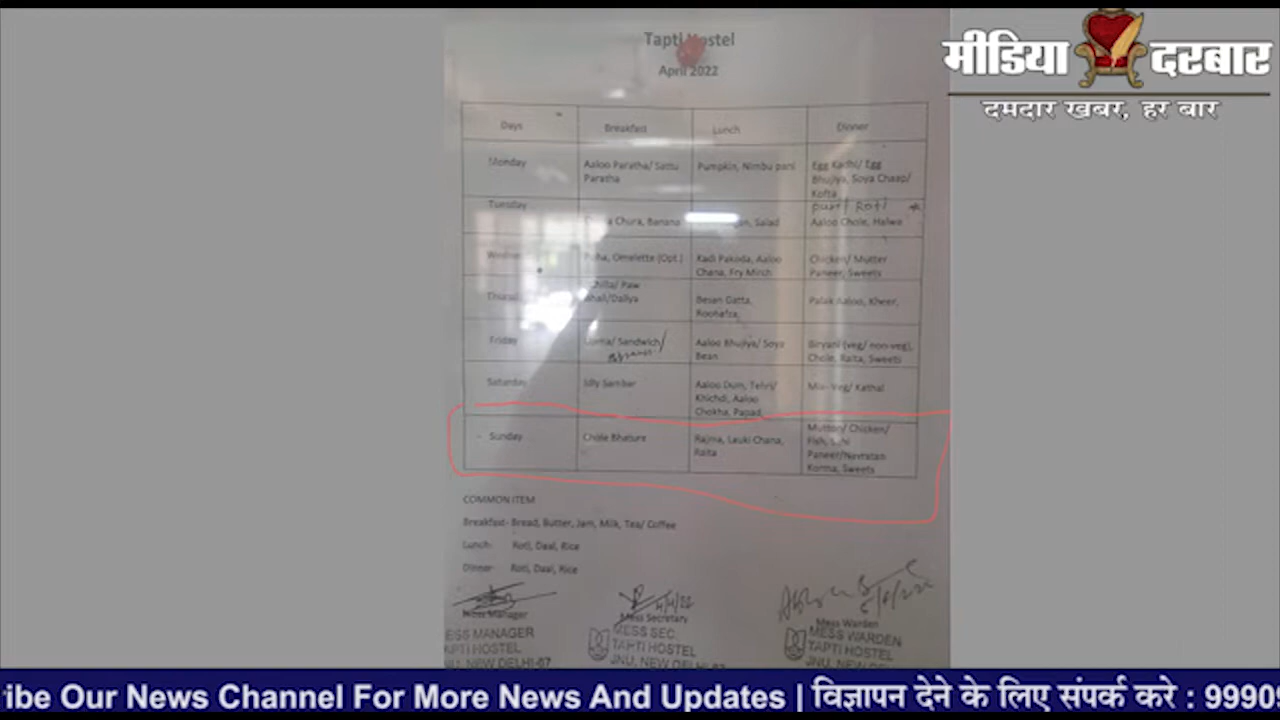 Tapti Hostel
April 2022
मीडिया दरबार
दमदार खबर, हर बार
Days Breakfast Lunch Dinner
Monday Aaloo Paratha/ Sattu Paratha Pumpkin, Nimbu pani Egg Kadhi/ Egg Bhujiya, Soya Chaap/ Kofta
Tuesday Chura, Banana Salad Puri/ Roti Aaloo Chole, Halwa
Omelette (Opt.) Kadi Pakoda, Aaloo Chana, Fry Mirch Chicken/ Mutter Paneer, Sweets
Paw Daliya Besan Gatta, Roohafza, Palak Aaloo, Kheer,
Friday Sandwich/ Aaloo Bhujiya/ Soya Bean Biryani (veg/ non-veg), Chole, Raita, Sweets
Saturday Idly Sambar Aaloo Dum, Tehri/ Khichdi, Aaloo Chokha, Papad Kathal
- Sunday Chole Bhature Rajma, Lauki Chana, Raita Mutton/ Chicken/ Fish, Paneer/Navratan Korma, Sweets
COMMON ITEM
Breakfast- Bread, Butter, Jam, Milk, Tea/ Coffee
Lunch: Roti, Daal, Rice
Dinner Roti, Daal, Rice
Mess Manager Mess Secretary Mess Warden
MESS MANAGER MESS SEC. MESS WARDEN
TAPTI HOSTEL TAPTI HOSTEL TAPTI HOSTEL
JNU, NEW DELHI-67 JNU, NEW DELHI-67 JNU, NEW DELHI
ribe Our News Channel For More News And Updates | विज्ञापन देने के लिए संपर्क करे : 9990